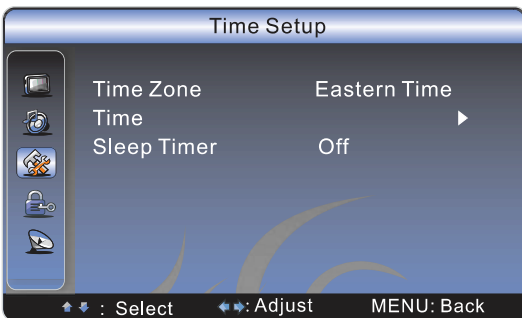 Time Setup
Time Zone Eastern Time
Time
Sleep Timer Off
: Select : Adjust MENU: Back